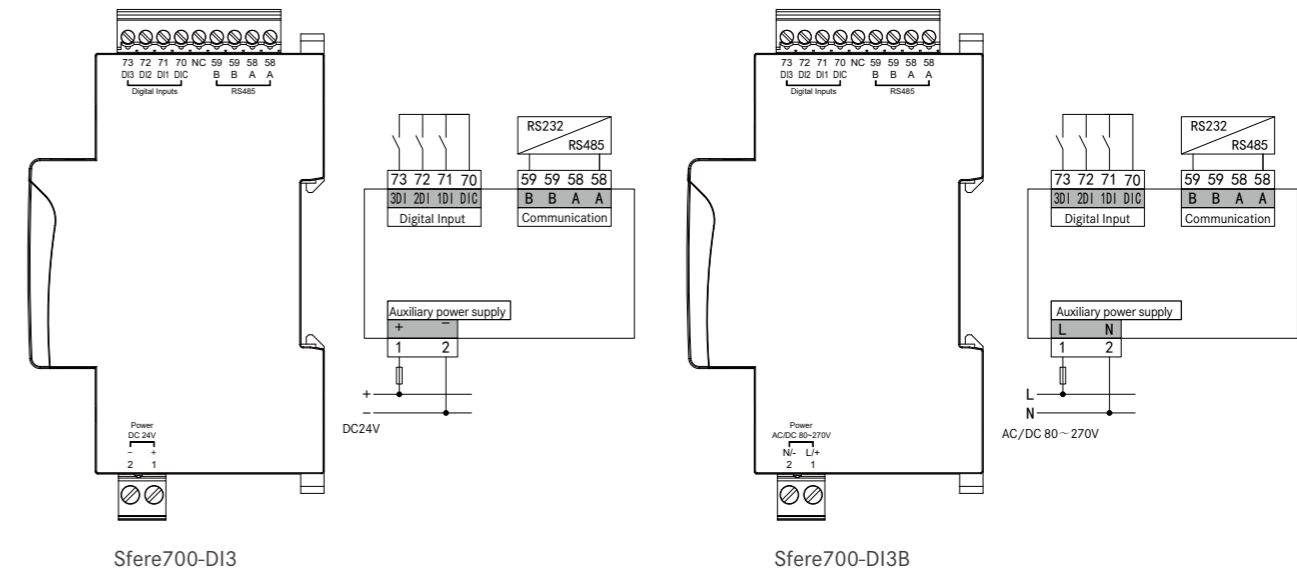 73 72 71 70 NC 59 59 58 58
DI3 DI2 DI1 DIC B B A A
Digital Inputs RS485
RS232
RS485
73 72 71 70
3DI 2DI 1DI DIC
Digital Input
59 59 58 58
B B A A
Communication
Auxiliary power supply
+ −
1 2
+
−
DC24V
Power
DC 24V
− +
2 1
Sfere700-DI3
73 72 71 70 NC 59 59 58 58
DI3 DI2 DI1 DIC B B A A
Digital Inputs RS485
RS232
RS485
73 72 71 70
3DI 2DI 1DI DIC
Digital Input
59 59 58 58
B B A A
Communication
Auxiliary power supply
L N
1 2
L
N
AC/DC 80～270V
Power
AC/DC 80~270V
N/- L/+
2 1
Sfere700-DI3B